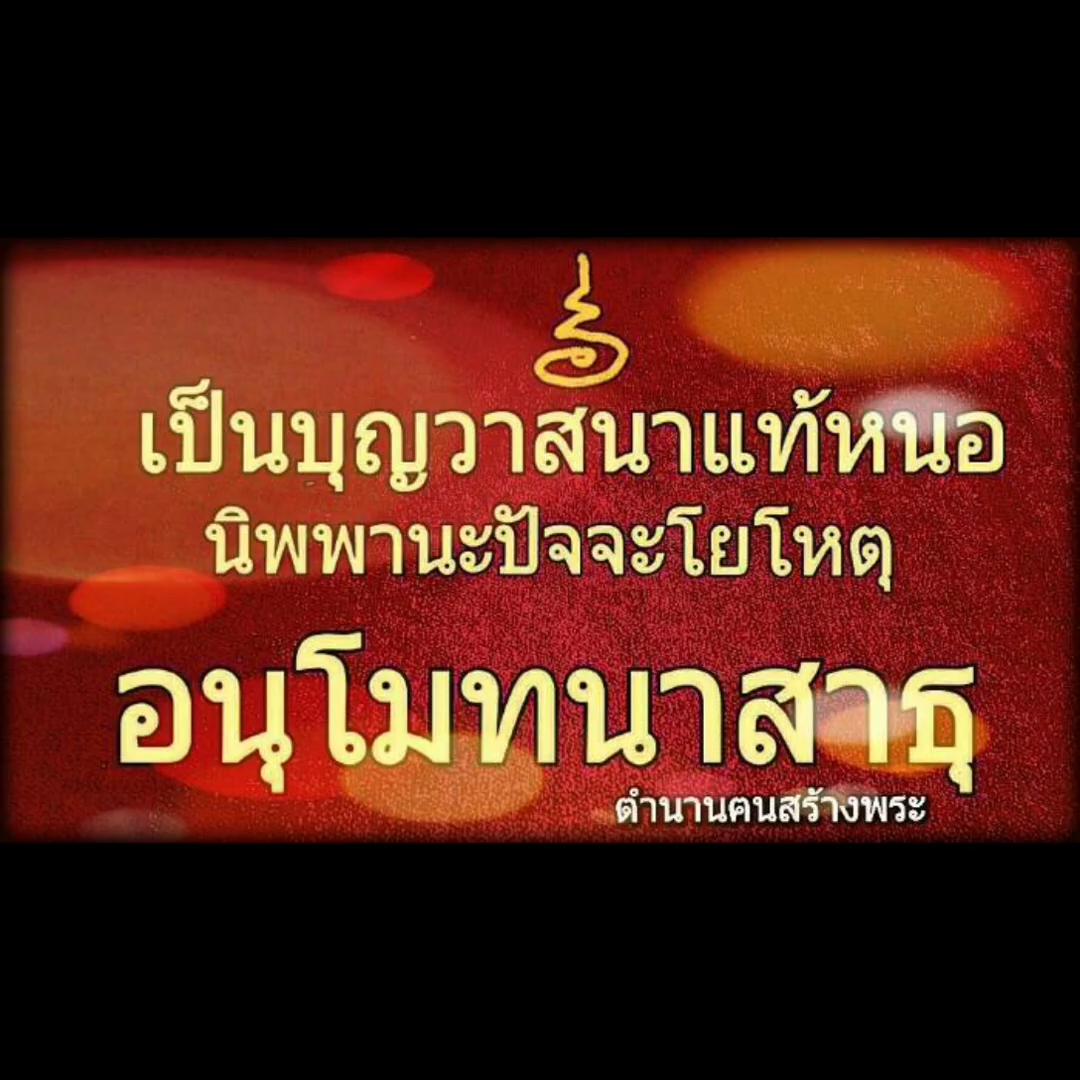 เป็นบุญวาสนาแท้หนอ
นิพพานะปัจจะโยโหตุ
อนุโมทนาสาธุ
ตำนานฅนสร้างพระ